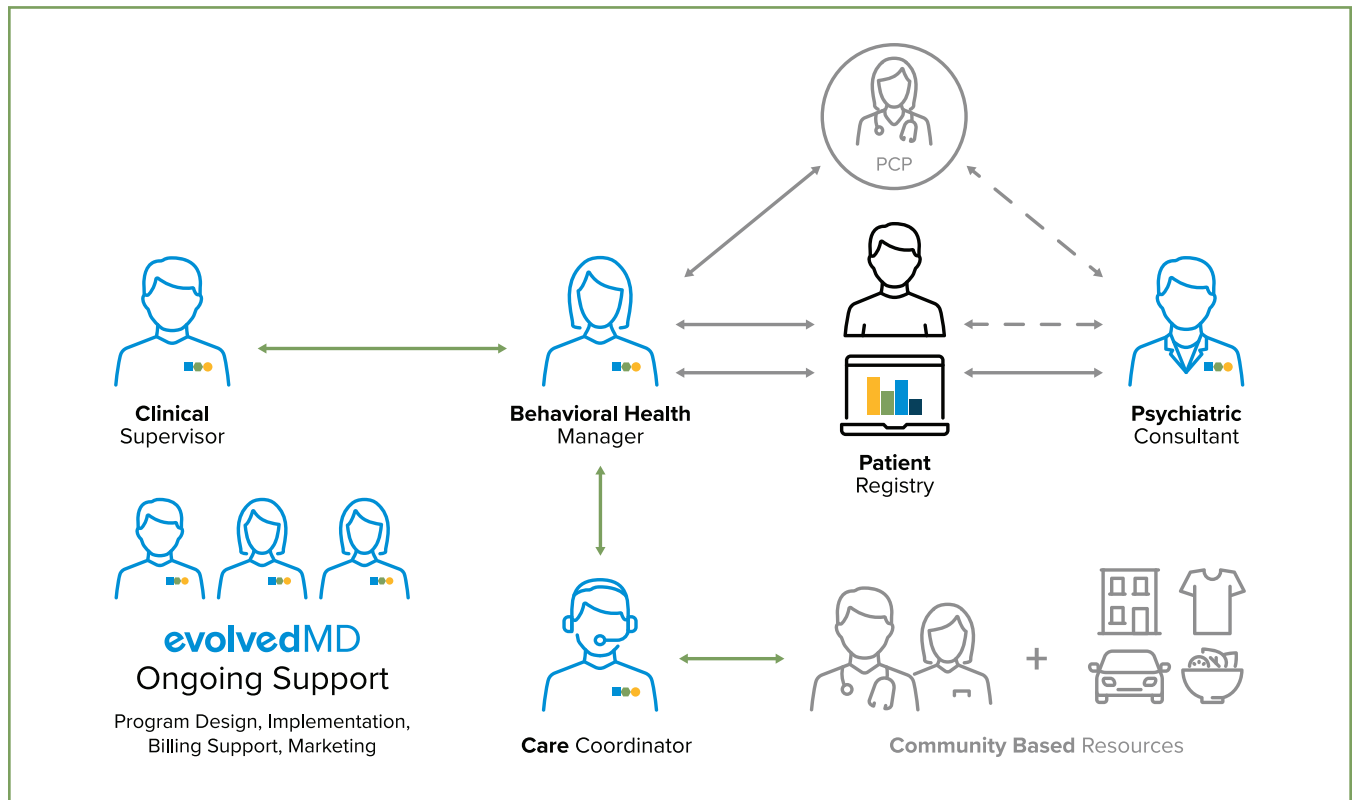 PCP
Clinical
Supervisor
Behavioral Health
Manager
Patient
Registry
Psychiatric
Consultant
evolvedMD
Ongoing Support
Program Design, Implementation,
Billing Support, Marketing
Care Coordinator
+
Community Based Resources